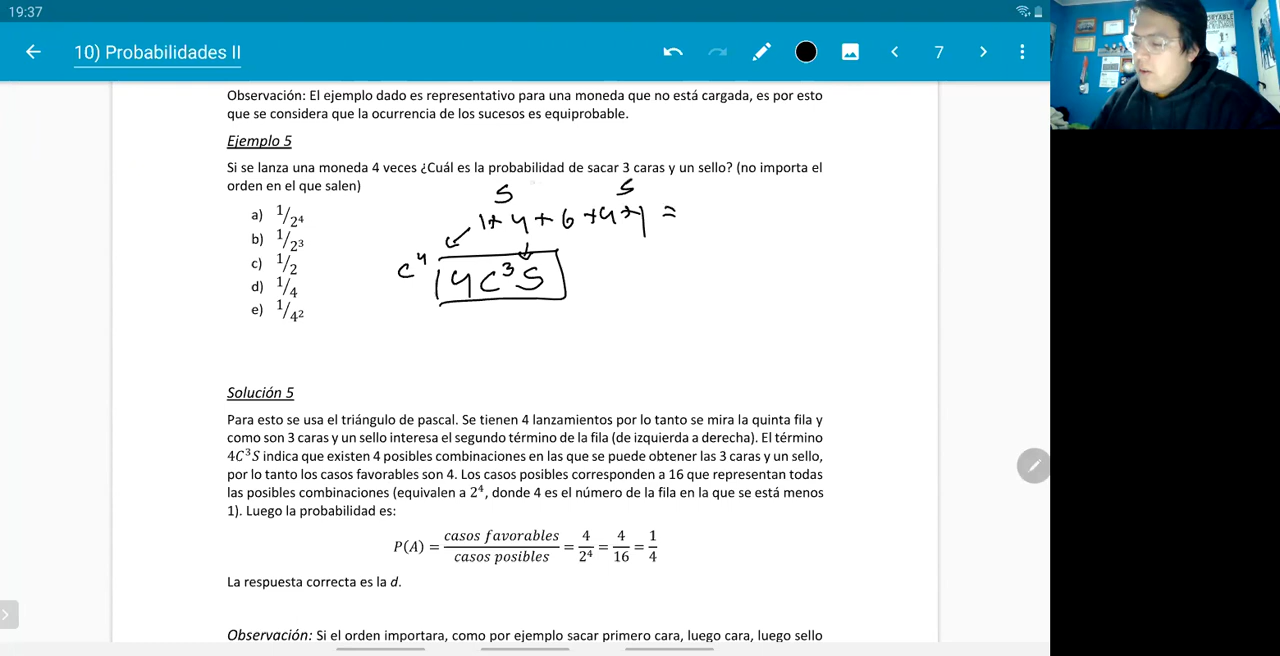 19:37
10) Probabilidades II
7
Observación: El ejemplo dado es representativo para una moneda que no está cargada, es por esto
que se considera que la ocurrencia de los sucesos es equiprobable.
Ejemplo 5
Si se lanza una moneda 4 veces ¿Cuál es la probabilidad de sacar 3 caras y un sello? (no importa el
orden en el que salen)
S S
a) 1/2⁴
1 + 4 + 6 + 4 + 1 =
b) 1/2³
c) 1/2
C⁴ 4C³S
d) 1/4
e) 1/4²
Solución 5
Para esto se usa el triángulo de pascal. Se tienen 4 lanzamientos por lo tanto se mira la quinta fila y
como son 3 caras y un sello interesa el segundo término de la fila (de izquierda a derecha). El término
4C³S indica que existen 4 posibles combinaciones en las que se puede obtener las 3 caras y un sello,
por lo tanto los casos favorables son 4. Los casos posibles corresponden a 16 que representan todas
las posibles combinaciones (equivalen a 2⁴, donde 4 es el número de la fila en la que se está menos
1). Luego la probabilidad es:
P(A) = casos favorables / casos posibles = 4/2⁴ = 4/16 = 1/4
La respuesta correcta es la d.
Observación: Si el orden importara, como por ejemplo sacar primero cara, luego cara, luego sello